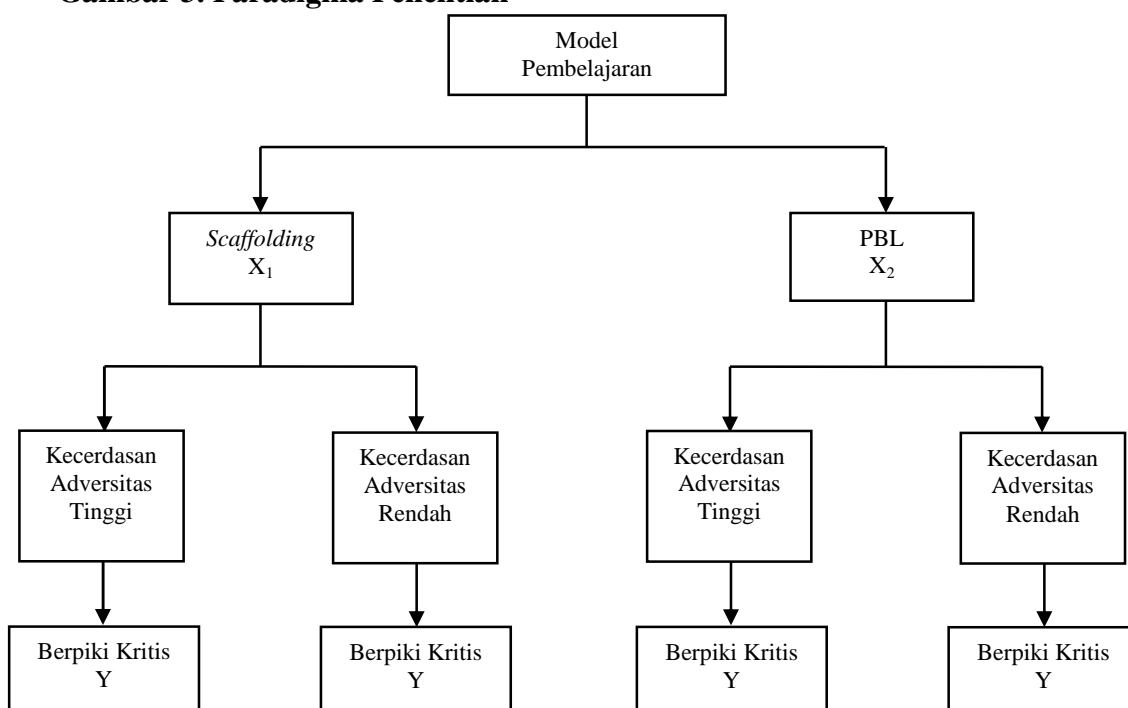 Gambar 3. Paradigma Penelitian
Model
Pembelajaran
Scaffolding
X₁
PBL
X₂
Kecerdasan
Adversitas
Tinggi
Kecerdasan
Adversitas
Rendah
Kecerdasan
Adversitas
Tinggi
Kecerdasan
Adversitas
Rendah
Berpiki Kritis
Y
Berpiki Kritis
Y
Berpiki Kritis
Y
Berpiki Kritis
Y